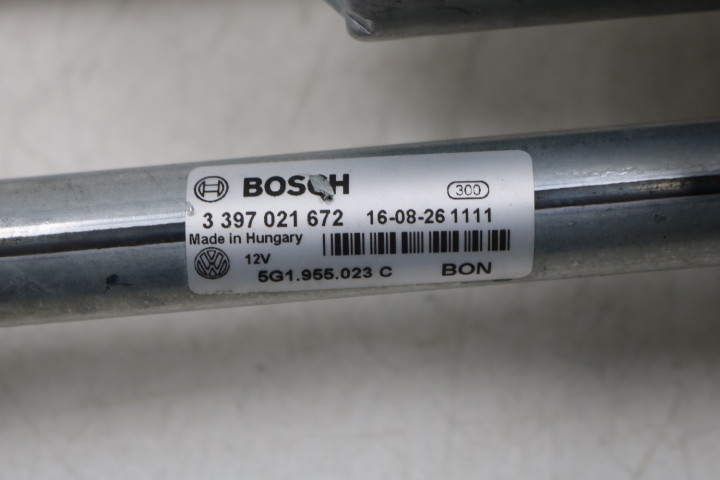 BOSCH 300
3 397 021 672 16-08-26 1111
Made in Hungary
12V
5G1.955.023 C BON